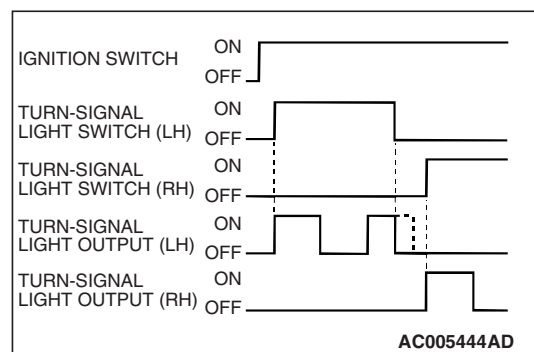 IGNITION SWITCH
ON
OFF
TURN-SIGNAL
LIGHT SWITCH (LH)
ON
OFF
TURN-SIGNAL
LIGHT SWITCH (RH)
ON
OFF
TURN-SIGNAL
LIGHT OUTPUT (LH)
ON
OFF
TURN-SIGNAL
LIGHT OUTPUT (RH)
ON
OFF
AC005444AD